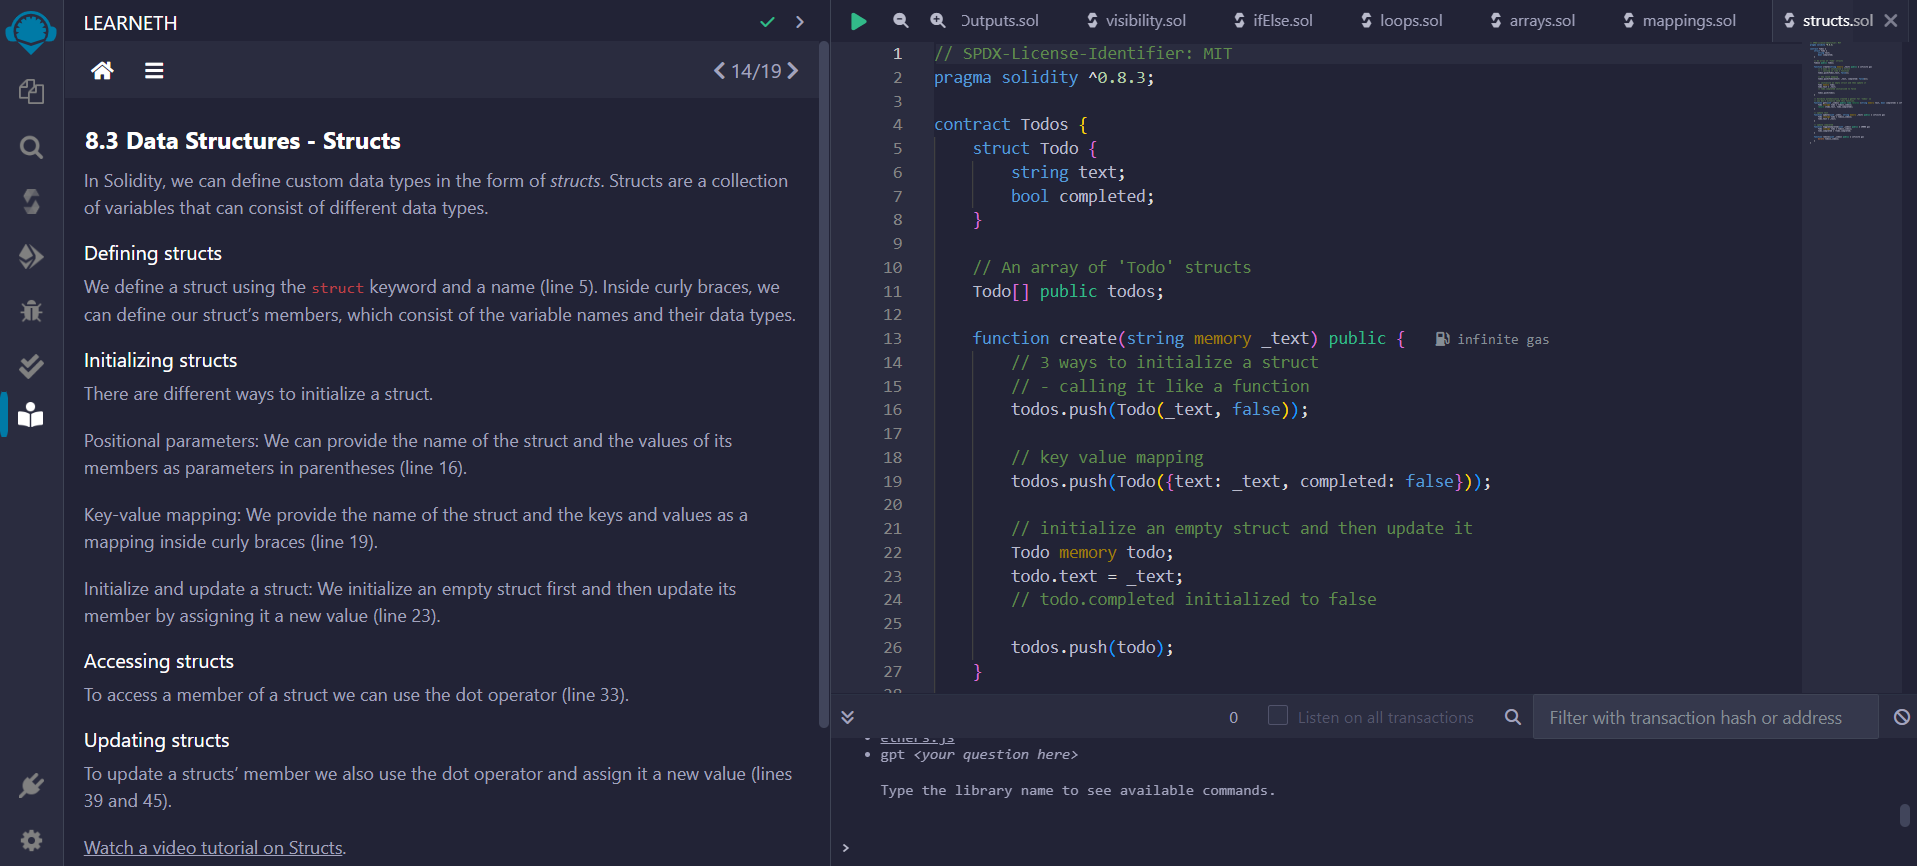 LEARNETH
14/19
8.3 Data Structures - Structs
In Solidity, we can define custom data types in the form of structs. Structs are a collection
of variables that can consist of different data types.
Defining structs
We define a struct using the struct keyword and a name (line 5). Inside curly braces, we
can define our struct’s members, which consist of the variable names and their data types.
Initializing structs
There are different ways to initialize a struct.
Positional parameters: We can provide the name of the struct and the values of its
members as parameters in parentheses (line 16).
Key-value mapping: We provide the name of the struct and the keys and values as a
mapping inside curly braces (line 19).
Initialize and update a struct: We initialize an empty struct first and then update its
member by assigning it a new value (line 23).
Accessing structs
To access a member of a struct we can use the dot operator (line 33).
Updating structs
To update a structs’ member we also use the dot operator and assign it a new value (lines
39 and 45).
Watch a video tutorial on Structs.
Outputs.sol visibility.sol ifElse.sol loops.sol arrays.sol mappings.sol structs.sol
1 // SPDX-License-Identifier: MIT
2 pragma solidity ^0.8.3;
3
4 contract Todos {
5 struct Todo {
6 string text;
7 bool completed;
8 }
9
10 // An array of 'Todo' structs
11 Todo[] public todos;
12
13 function create(string memory _text) public { infinite gas
14 // 3 ways to initialize a struct
15 // - calling it like a function
16 todos.push(Todo(_text, false));
17
18 // key value mapping
19 todos.push(Todo({text: _text, completed: false}));
20
21 // initialize an empty struct and then update it
22 Todo memory todo;
23 todo.text = _text;
24 // todo.completed initialized to false
25
26 todos.push(todo);
27 }
28
0 Listen on all transactions Filter with transaction hash or address
• ethers.js
• gpt <your question here>
Type the library name to see available commands.
>